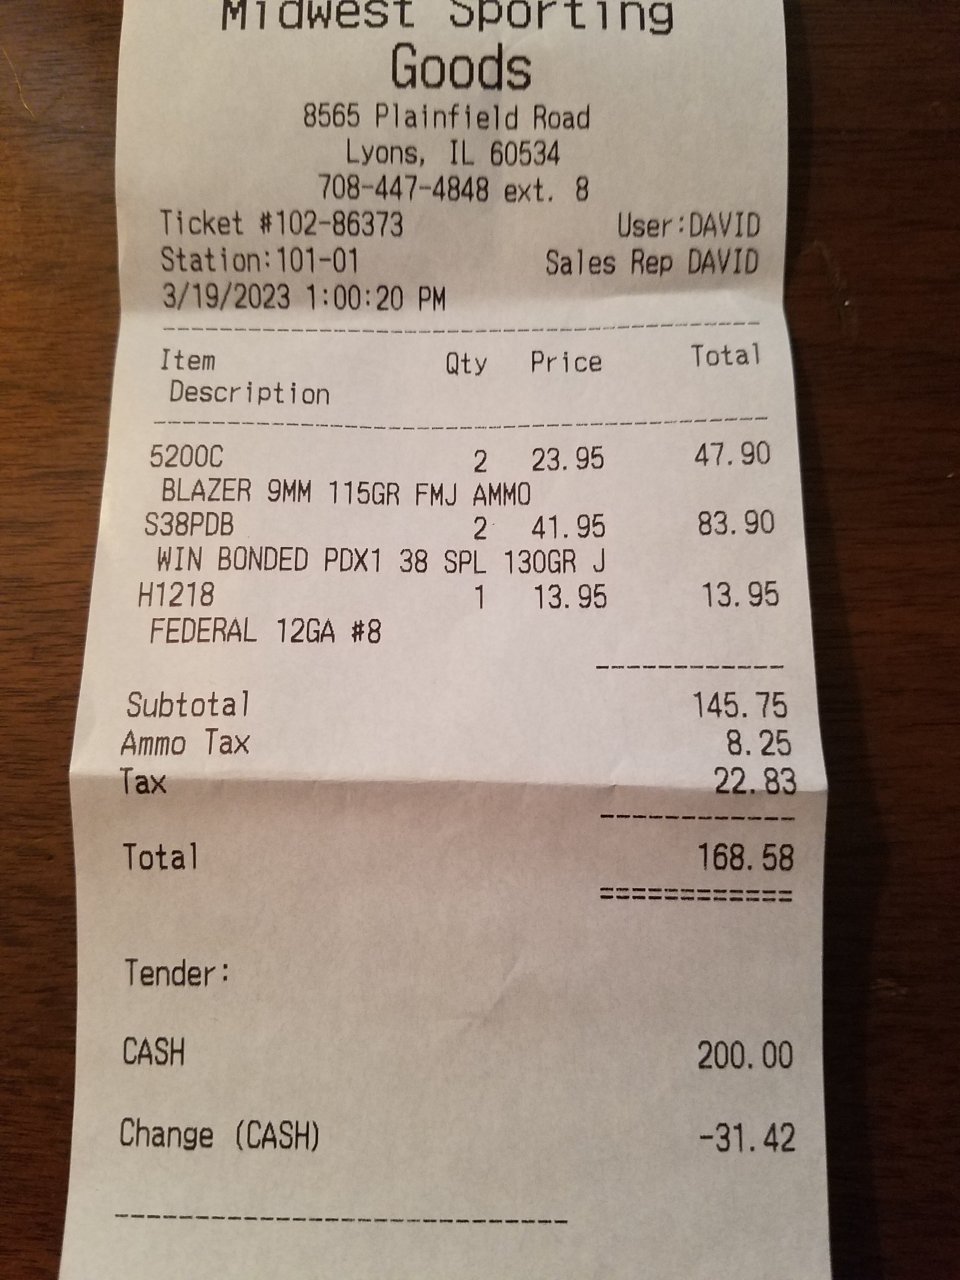 Midwest Sporting
Goods
8565 Plainfield Road
Lyons, IL 60534
708-447-4848 ext. 8
Ticket #102-86373 User:DAVID
Station:101-01 Sales Rep DAVID
3/19/2023 1:00:20 PM
Item Qty Price Total
Description
5200C 2 23.95 47.90
BLAZER 9MM 115GR FMJ AMMO
S38PDB 2 41.95 83.90
WIN BONDED PDX1 38 SPL 130GR J
H1218 1 13.95 13.95
FEDERAL 12GA #8
Subtotal 145.75
Ammo Tax 8.25
Tax 22.83
Total 168.58
Tender:
CASH 200.00
Change (CASH) -31.42